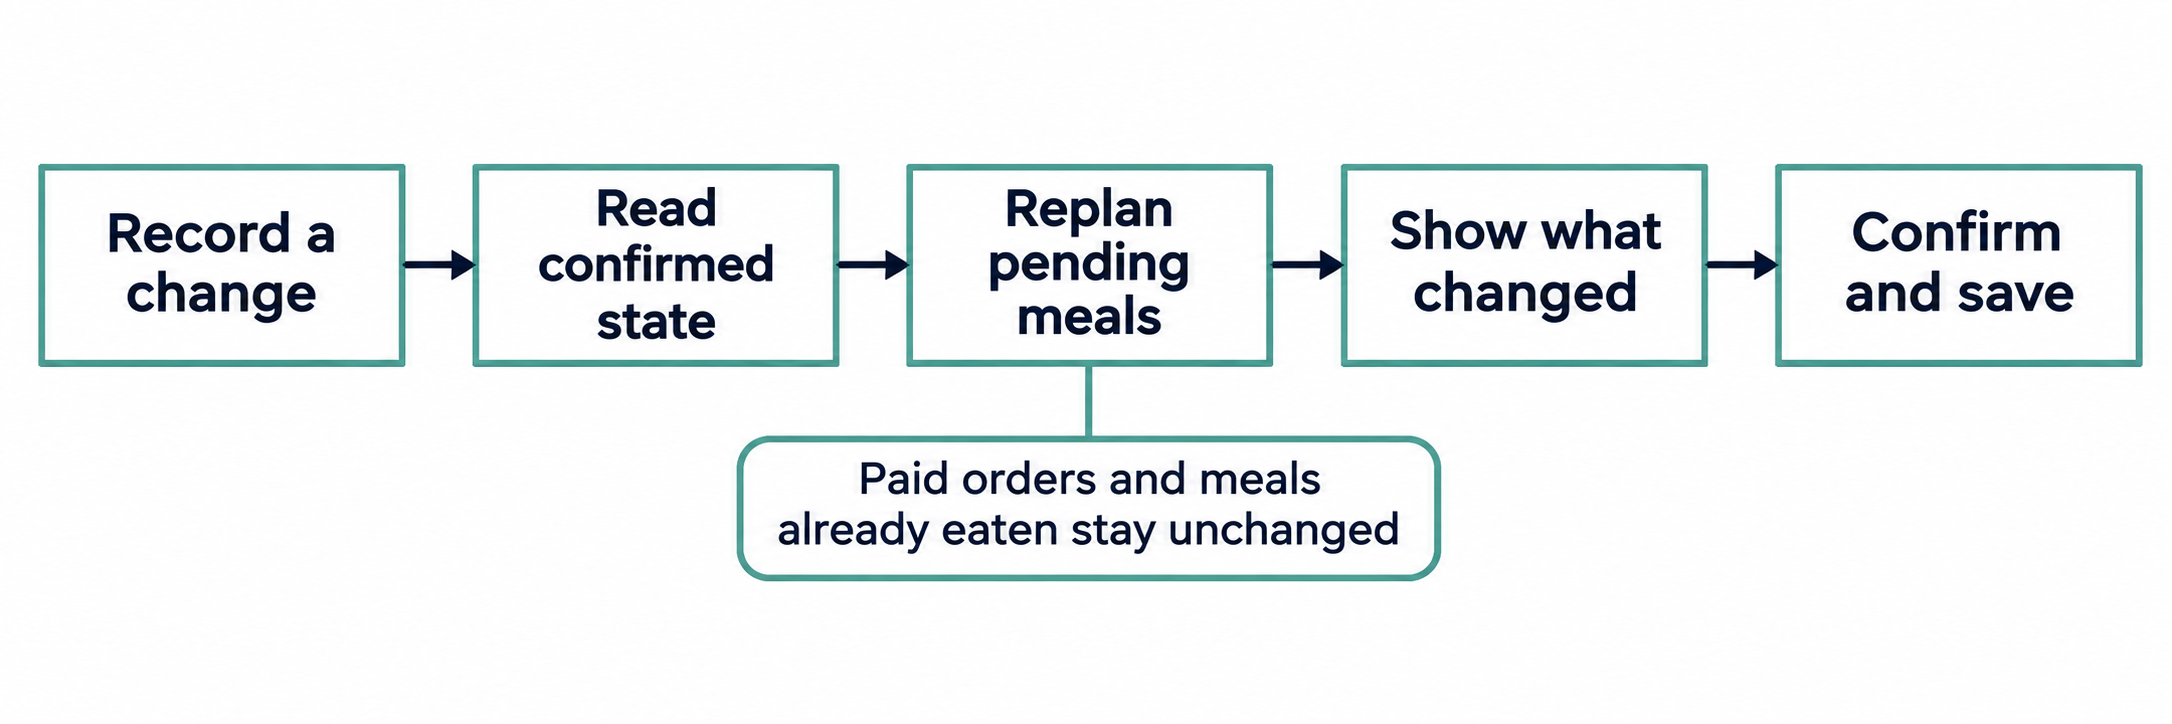 Record a
change
Read
confirmed
state
Replan
pending
meals
Show what
changed
Confirm
and save
Paid orders and meals
already eaten stay unchanged